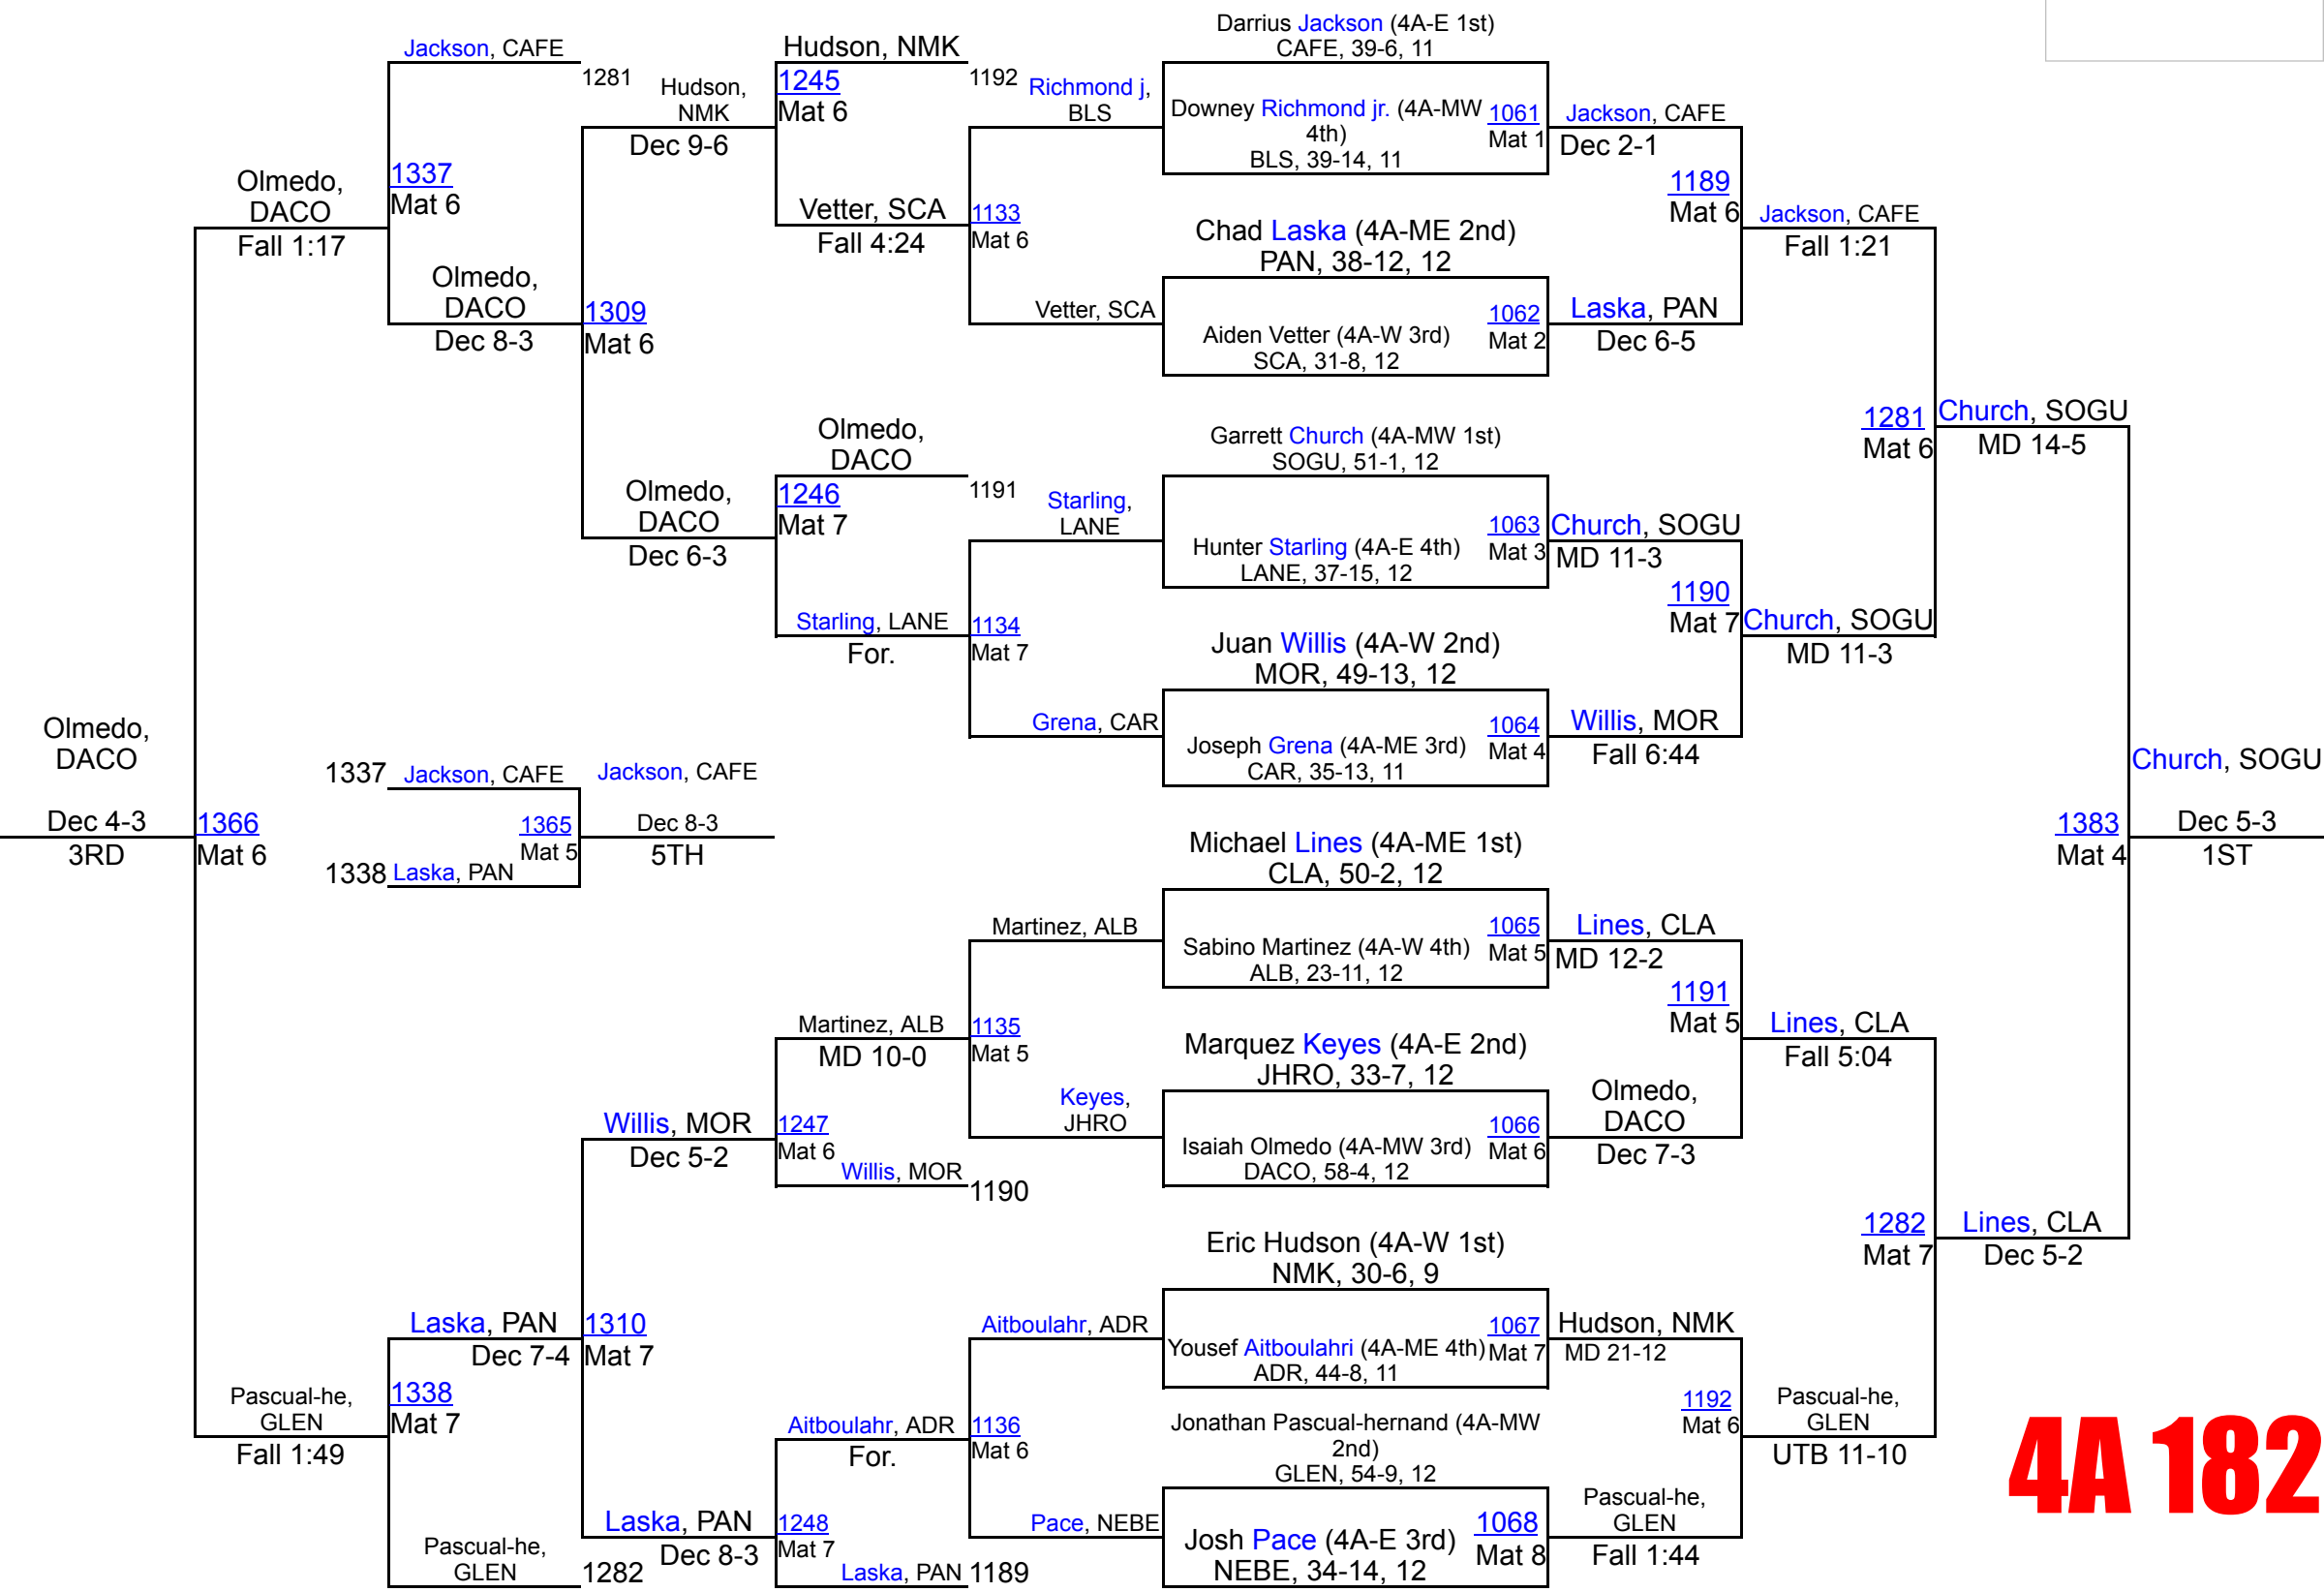 Jackson, CAFE
1281
Hudson,
NMK
Dec 9-6
Hudson, NMK
1245
Mat 6
1192
Richmond j,
BLS
Darrius Jackson (4A-E 1st)
CAFE, 39-6, 11
Downey Richmond jr. (4A-MW
4th)
BLS, 39-14, 11
1061
Mat 1
Jackson, CAFE
Dec 2-1
Olmedo,
DACO
Fall 1:17
1337
Mat 6
Vetter, SCA
Fall 4:24
1133
Mat 6
1189
Mat 6
Jackson, CAFE
Fall 1:21
Chad Laska (4A-ME 2nd)
PAN, 38-12, 12
Olmedo,
DACO
Dec 8-3
1309
Mat 6
Vetter, SCA
Aiden Vetter (4A-W 3rd)
SCA, 31-8, 12
1062
Mat 2
Laska, PAN
Dec 6-5
1281
Mat 6
Church, SOGU
MD 14-5
Olmedo,
DACO
1191
Garrett Church (4A-MW 1st)
SOGU, 51-1, 12
Olmedo,
DACO
Dec 6-3
1246
Mat 7
Starling,
LANE
Hunter Starling (4A-E 4th)
LANE, 37-15, 12
1063
Mat 3
Church, SOGU
MD 11-3
Starling, LANE
For.
1134
Mat 7
1190
Mat 7
Church, SOGU
MD 11-3
Juan Willis (4A-W 2nd)
MOR, 49-13, 12
Grena, CAR
Joseph Grena (4A-ME 3rd)
CAR, 35-13, 11
1064
Mat 4
Willis, MOR
Fall 6:44
Olmedo,
DACO
Dec 4-3
3RD
1366
Mat 6
1337
Jackson, CAFE
1338
Laska, PAN
1365
Mat 5
Jackson, CAFE
Dec 8-3
5TH
Church, SOGU
1383
Mat 4
Dec 5-3
1ST
Michael Lines (4A-ME 1st)
CLA, 50-2, 12
Martinez, ALB
Sabino Martinez (4A-W 4th)
ALB, 23-11, 12
1065
Mat 5
Lines, CLA
MD 12-2
Martinez, ALB
MD 10-0
1135
Mat 5
1191
Mat 5
Lines, CLA
Fall 5:04
Marquez Keyes (4A-E 2nd)
JHRO, 33-7, 12
Willis, MOR
Dec 5-2
1247
Mat 6
Willis, MOR
1190
Keyes,
JHRO
Isaiah Olmedo (4A-MW 3rd)
DACO, 58-4, 12
1066
Mat 6
Olmedo,
DACO
Dec 7-3
1282
Mat 7
Lines, CLA
Dec 5-2
Eric Hudson (4A-W 1st)
NMK, 30-6, 9
Laska, PAN
Dec 7-4
1310
Mat 7
Aitboulahr, ADR
Yousef Aitboulahri (4A-ME 4th)
ADR, 44-8, 11
1067
Mat 7
Hudson, NMK
MD 21-12
Pascual-he,
GLEN
Fall 1:49
1338
Mat 7
Aitboulahr, ADR
For.
1136
Mat 6
Jonathan Pascual-hernand (4A-MW
2nd)
GLEN, 54-9, 12
1192
Mat 6
Pascual-he,
GLEN
UTB 11-10
4A 182
Pascual-he,
GLEN
1282
Laska, PAN
Dec 8-3
1248
Mat 7
Laska, PAN
1189
Pace, NEBE
Josh Pace (4A-E 3rd)
NEBE, 34-14, 12
1068
Mat 8
Pascual-he,
GLEN
Fall 1:44